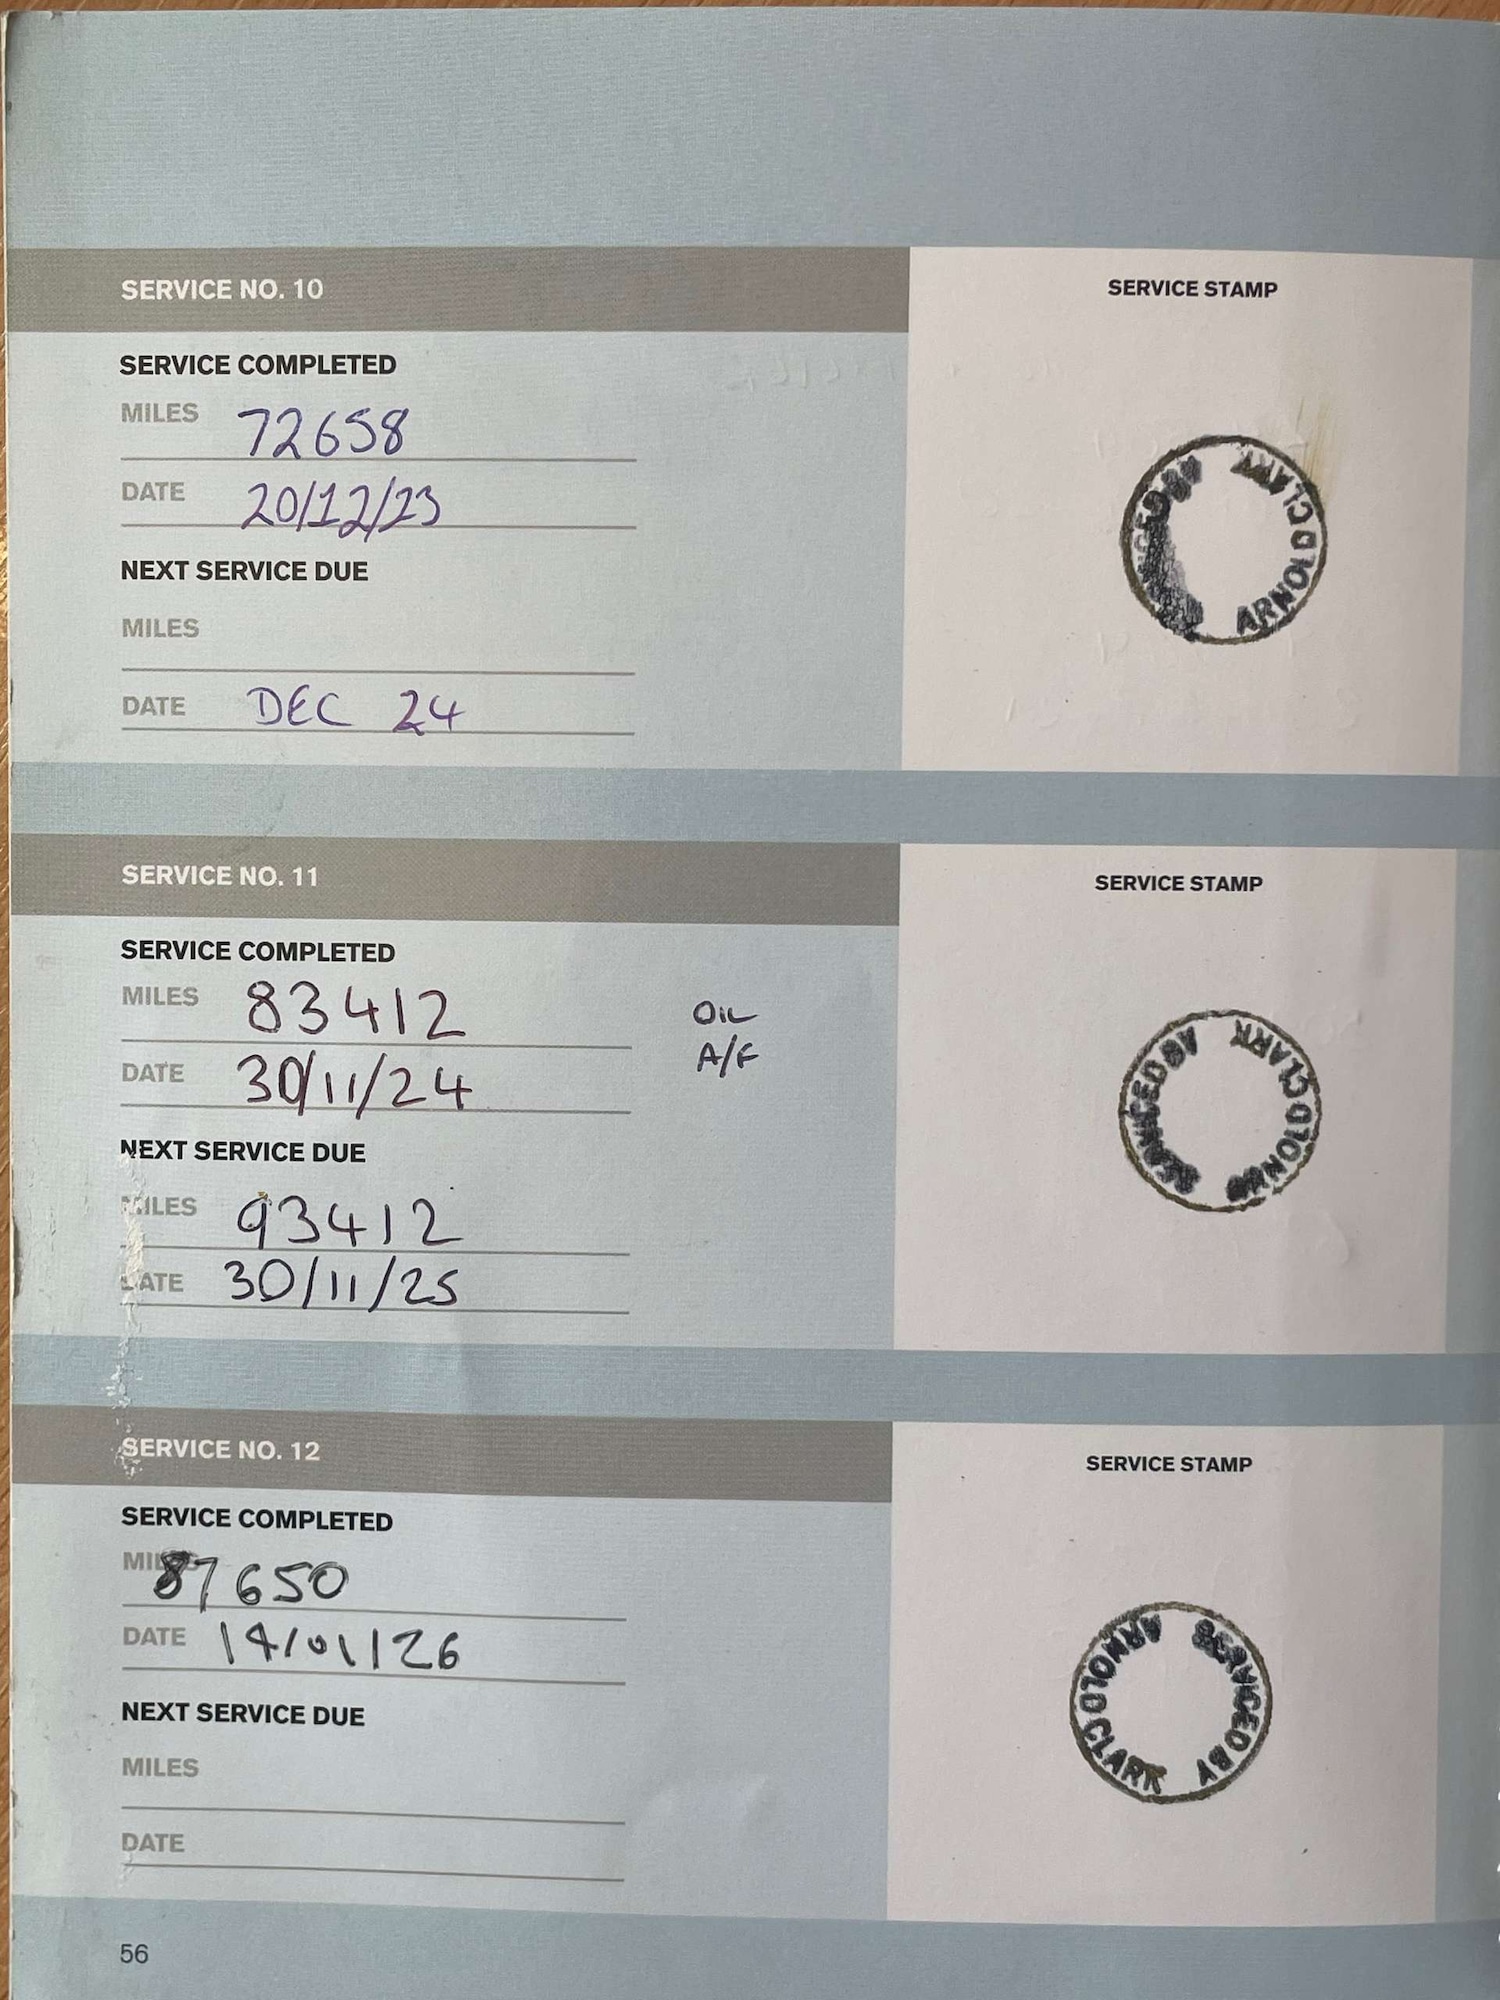 SERVICE NO. 10
SERVICE STAMP
SERVICE COMPLETED
MILES 72658
DATE 20/12/23
ARNOLD CLARK
NEXT SERVICE DUE
MILES
DATE DEC 24
SERVICE NO. 11
SERVICE STAMP
SERVICE COMPLETED
MILES 83412
OIL
DATE 30/11/24
A/F
SERVICED BY ARNOLD CLARK
NEXT SERVICE DUE
MILES 93412
DATE 30/11/25
SERVICE NO. 12
SERVICE STAMP
SERVICE COMPLETED
MILES 87650
DATE 14/01/26
SERVICED BY ARNOLD CLARK
NEXT SERVICE DUE
MILES
DATE
56